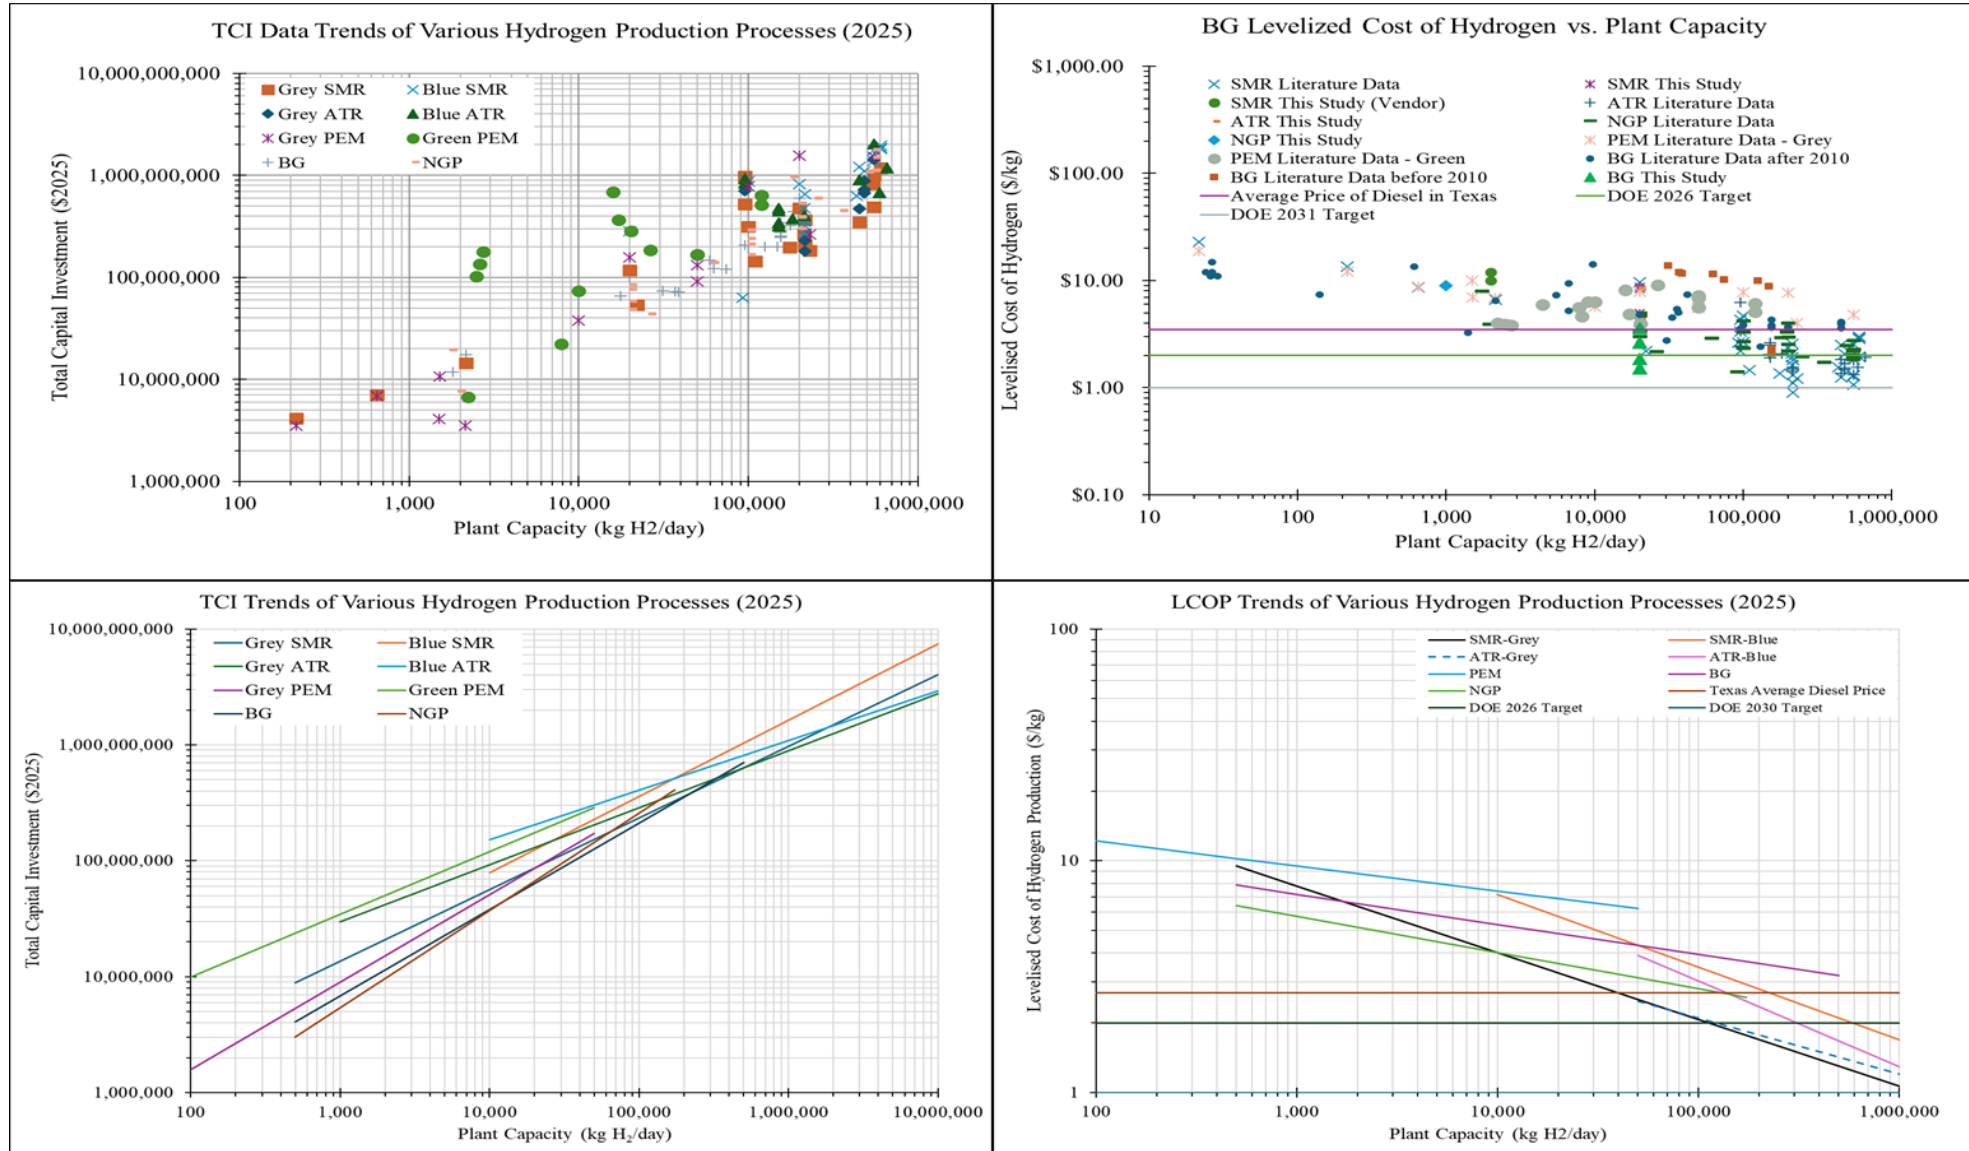 TCI Data Trends of Various Hydrogen Production Processes (2025)
Total Capital Investment ($2025)
10,000,000,000
1,000,000,000
100,000,000
10,000,000
1,000,000
Grey SMR
Blue SMR
Grey ATR
Blue ATR
Grey PEM
Green PEM
BG
NGP
100
1,000
10,000
100,000
1,000,000
Plant Capacity (kg H2/day)
BG Levelized Cost of Hydrogen vs. Plant Capacity
Levelised Cost of Hydrogen ($/kg)
$1,000.00
$100.00
$10.00
$1.00
$0.10
SMR Literature Data
SMR This Study
SMR This Study (Vendor)
ATR Literature Data
ATR This Study
NGP Literature Data
NGP This Study
PEM Literature Data - Grey
PEM Literature Data - Green
BG Literature Data after 2010
BG Literature Data before 2010
BG This Study
Average Price of Diesel in Texas
DOE 2026 Target
DOE 2031 Target
10
100
1,000
10,000
100,000
1,000,000
Plant Capacity (kg H2/day)
TCI Trends of Various Hydrogen Production Processes (2025)
Total Capital Investment ($2025)
10,000,000,000
1,000,000,000
100,000,000
10,000,000
1,000,000
Grey SMR
Blue SMR
Grey ATR
Blue ATR
Grey PEM
Green PEM
BG
NGP
100
1,000
10,000
100,000
1,000,000
10,000,000
Plant Capacity (kg H₂/day)
LCOP Trends of Various Hydrogen Production Processes (2025)
Levelised Cost of Hydrogen Production ($/kg)
100
10
1
SMR-Grey
SMR-Blue
ATR-Grey
ATR-Blue
PEM
BG
NGP
Texas Average Diesel Price
DOE 2026 Target
DOE 2030 Target
100
1,000
10,000
100,000
1,000,000
Plant Capacity (kg H2/day)